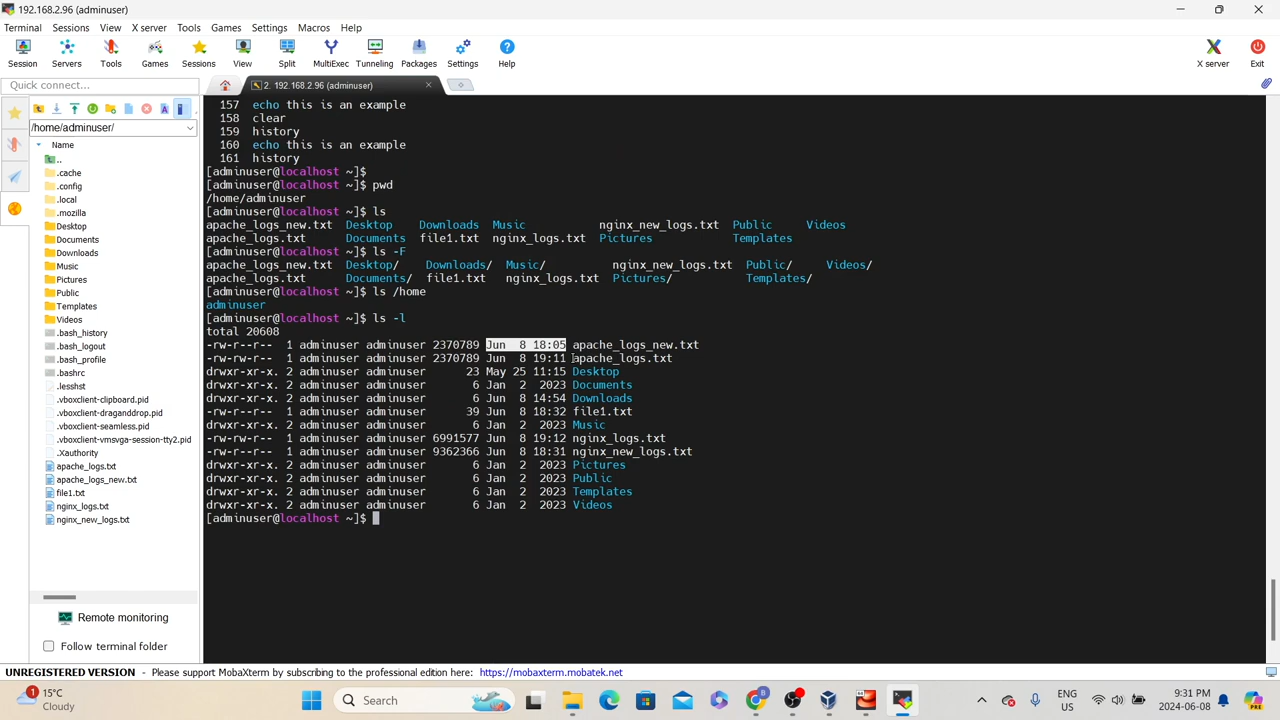 192.168.2.96 (adminuser)
Terminal Sessions View X server Tools Games Settings Macros Help
Session Servers Tools Games Sessions View Split MultiExec Tunneling Packages Settings Help X server Exit
Quick connect...
2. 192.168.2.96 (adminuser)
/home/adminuser/
Name
..
.cache
.config
.local
.mozilla
Desktop
Documents
Downloads
Music
Pictures
Public
Templates
Videos
.bash_history
.bash_logout
.bash_profile
.bashrc
.lesshst
.vboxclient-clipboard.pid
.vboxclient-draganddrop.pid
.vboxclient-seamless.pid
.vboxclient-vmsvga-session-tty2.pid
.Xauthority
apache_logs.txt
apache_logs_new.txt
file1.txt
nginx_logs.txt
nginx_new_logs.txt
Remote monitoring
Follow terminal folder
157 echo this is an example
158 clear
159 history
160 echo this is an example
161 history
[adminuser@localhost ~]$
[adminuser@localhost ~]$ pwd
/home/adminuser
[adminuser@localhost ~]$ ls
apache_logs_new.txt Desktop Downloads Music nginx_new_logs.txt Public Videos
apache_logs.txt Documents file1.txt nginx_logs.txt Pictures Templates
[adminuser@localhost ~]$ ls -F
apache_logs_new.txt Desktop/ Downloads/ Music/ nginx_new_logs.txt Public/ Videos/
apache_logs.txt Documents/ file1.txt nginx_logs.txt Pictures/ Templates/
[adminuser@localhost ~]$ ls /home
adminuser
[adminuser@localhost ~]$ ls -l
total 20608
-rw-r--r-- 1 adminuser adminuser 2370789 Jun 8 18:05 apache_logs_new.txt
-rw-rw-r-- 1 adminuser adminuser 2370789 Jun 8 19:11 apache_logs.txt
drwxr-xr-x. 2 adminuser adminuser 23 May 25 11:15 Desktop
drwxr-xr-x. 2 adminuser adminuser 6 Jan 2 2023 Documents
drwxr-xr-x. 2 adminuser adminuser 6 Jun 8 14:54 Downloads
-rw-r--r-- 1 adminuser adminuser 39 Jun 8 18:32 file1.txt
drwxr-xr-x. 2 adminuser adminuser 6 Jan 2 2023 Music
-rw-rw-r-- 1 adminuser adminuser 6991577 Jun 8 19:12 nginx_logs.txt
-rw-r--r-- 1 adminuser adminuser 9362366 Jun 8 18:31 nginx_new_logs.txt
drwxr-xr-x. 2 adminuser adminuser 6 Jan 2 2023 Pictures
drwxr-xr-x. 2 adminuser adminuser 6 Jan 2 2023 Public
drwxr-xr-x. 2 adminuser adminuser 6 Jan 2 2023 Templates
drwxr-xr-x. 2 adminuser adminuser 6 Jan 2 2023 Videos
[adminuser@localhost ~]$
UNREGISTERED VERSION - Please support MobaXterm by subscribing to the professional edition here: https://mobaxterm.mobatek.net
1
15°C
Cloudy
Search
ENG
US
9:31 PM
2024-06-08